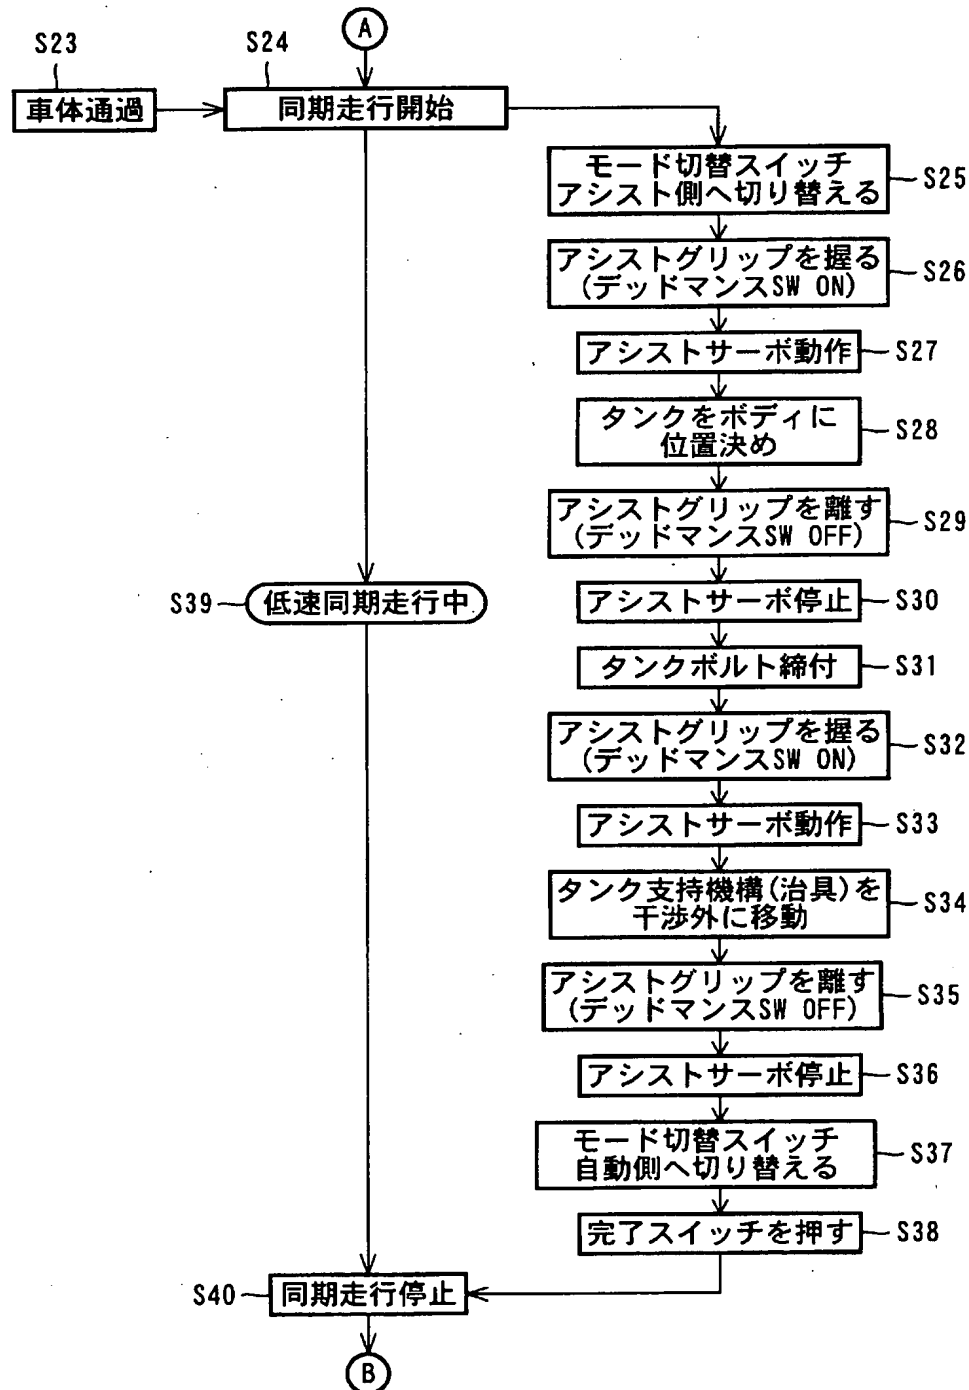 A
S23
S24
車体通過
同期走行開始
モード切替スイッチ
アシスト側へ切り替える
S25
アシストグリップを握る
(デッドマンスSW ON)
S26
アシストサーボ動作
S27
タンクをボディに
位置決め
S28
アシストグリップを離す
(デッドマンスSW OFF)
S29
S39
低速同期走行中
アシストサーボ停止
S30
タンクボルト締付
S31
アシストグリップを握る
(デッドマンスSW ON)
S32
アシストサーボ動作
S33
タンク支持機構(治具)を
干渉外に移動
S34
アシストグリップを離す
(デッドマンスSW OFF)
S35
アシストサーボ停止
S36
モード切替スイッチ
自動側へ切り替える
S37
完了スイッチを押す
S38
S40
同期走行停止
B